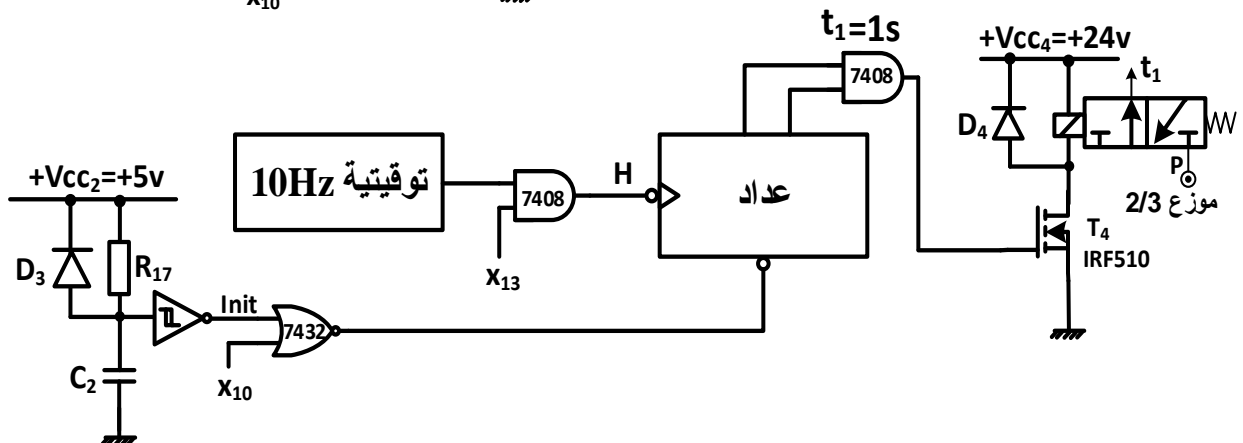 x10
t1=1s
+Vcc4=+24v
7408
t1
D4
توقيتية 10Hz
+Vcc2=+5v
7408
H
عداد
P
موزع 2/3
T4
IRF510
D3
R17
x13
Init
7432
C2
x10